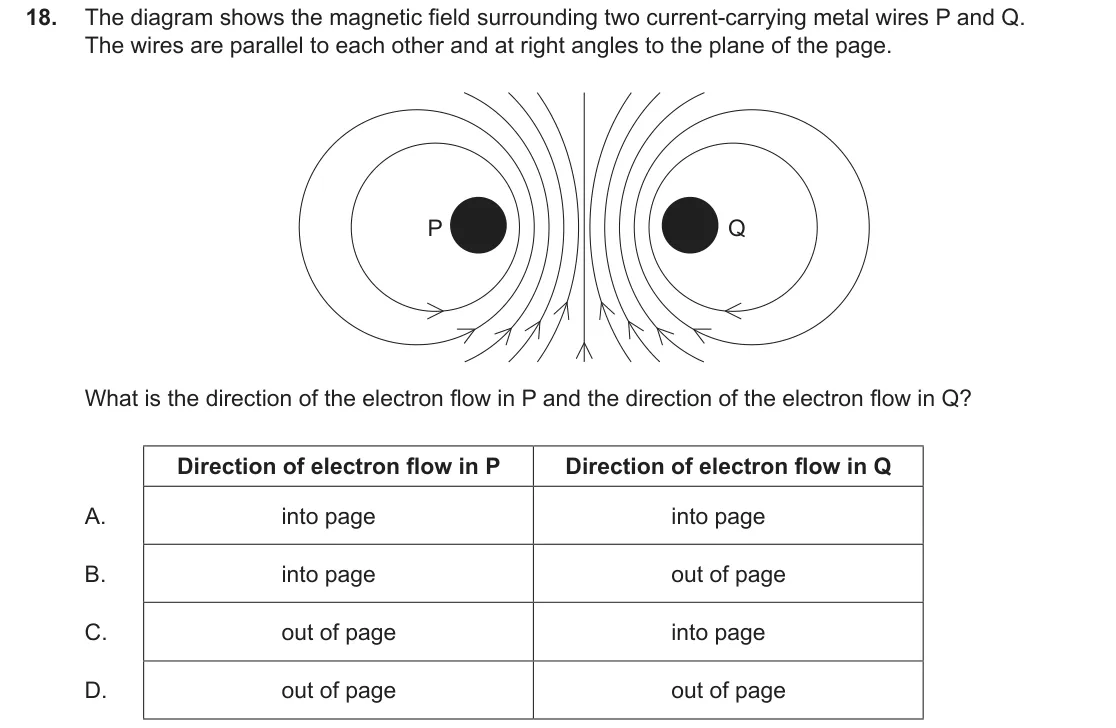 18. The diagram shows the magnetic field surrounding two current-carrying metal wires P and Q.
The wires are parallel to each other and at right angles to the plane of the page.
P
Q
What is the direction of the electron flow in P and the direction of the electron flow in Q?
Direction of electron flow in P Direction of electron flow in Q
A. into page into page
B. into page out of page
C. out of page into page
D. out of page out of page